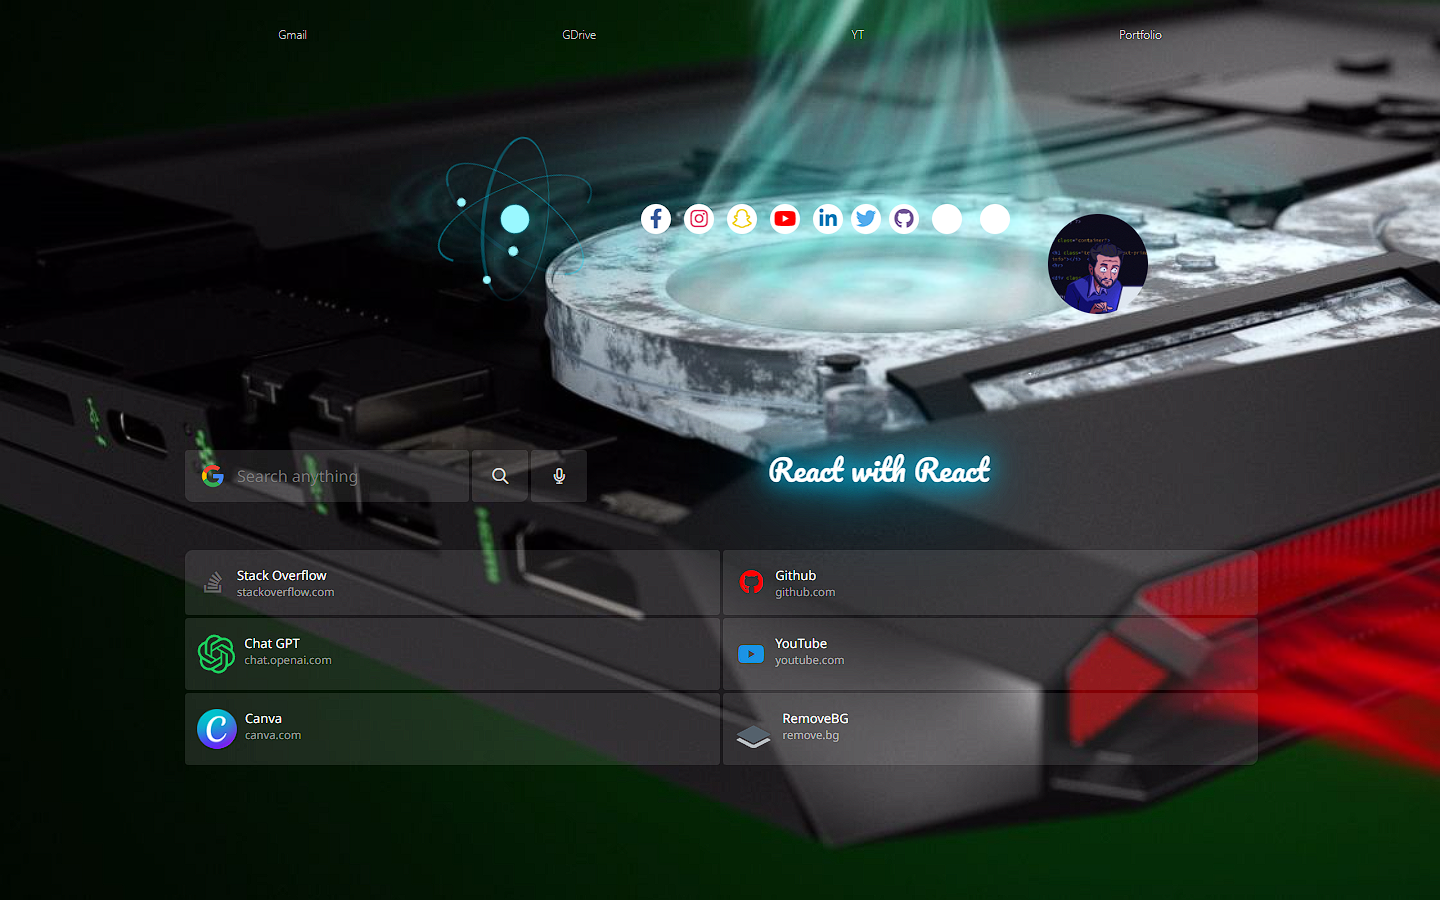 Gmail
GDrive
YT
Portfolio
Search anything
React with React
Stack Overflow
stackoverflow.com
Github
github.com
Chat GPT
chat.openai.com
YouTube
youtube.com
Canva
canva.com
RemoveBG
remove.bg